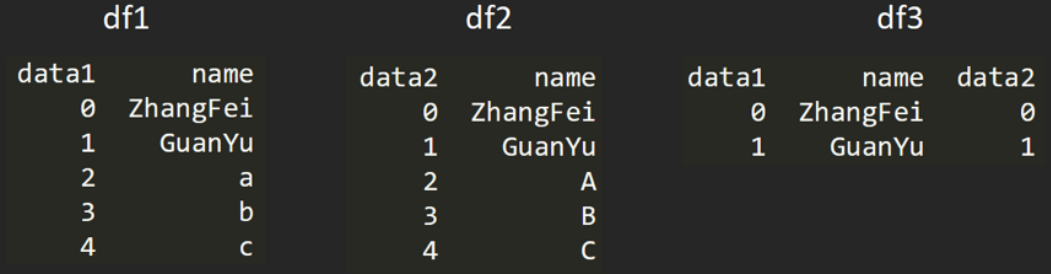 df1 df2 df3
data1 name data2 name data1 name data2
0 ZhangFei 0 ZhangFei 0 ZhangFei 0
1 GuanYu 1 GuanYu 1 GuanYu 1
2 a 2 A
3 b 3 B
4 c 4 C